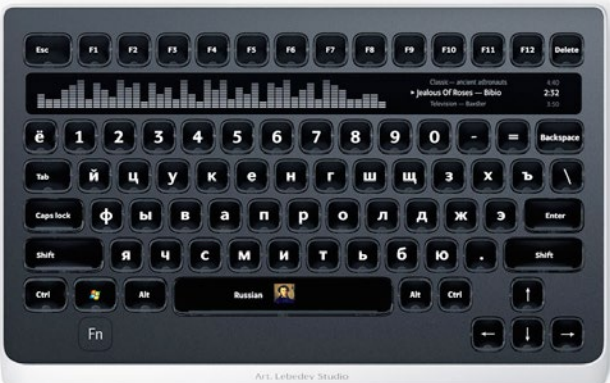 Esc F1 F2 F3 F4 F5 F6 F7 F8 F9 F10 F11 F12 Delete
Classic — ancient astronauts 4:40
Jealous Of Roses — Bibio 2:32
Television — Baxter 3:50
ё 1 2 3 4 5 6 7 8 9 0 - = Backspace
Tab й ц у к е н г ш щ з х ъ \
Caps lock ф ы в а п р о л д ж э Enter
Shift я ч с м и т ь б ю . Shift
Ctrl Alt Russian Alt Ctrl ↑
Fn ← ↓ →
Art. Lebedev Studio